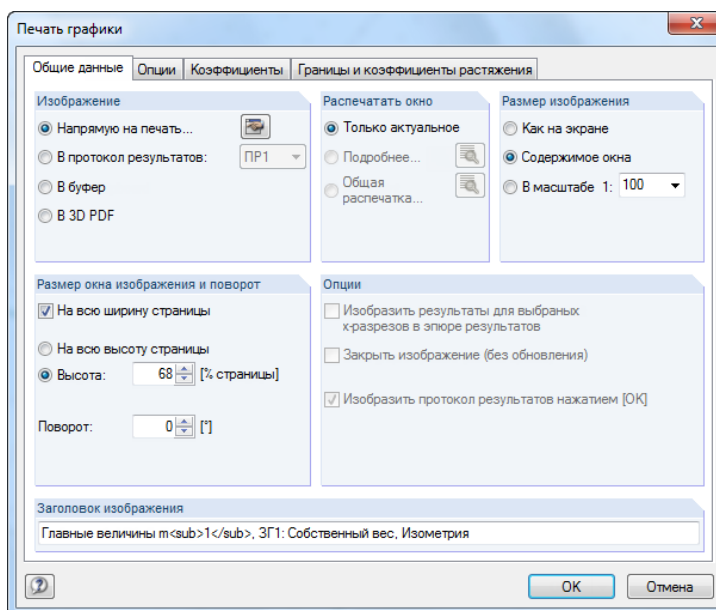 Печать графики
Общие данные
Опции
Коэффициенты
Границы и коэффициенты растяжения
Изображение
Напрямую на печать...
В протокол результатов:
ПР1
В буфер
В 3D PDF
Распечатать окно
Только актуальное
Подробнее...
Общая
распечатка...
Размер изображения
Как на экране
Содержимое окна
В масштабе 1: 100
Размер окна изображения и поворот
На всю ширину страницы
На всю высоту страницы
Высота: 68 [% страницы]
Поворот: 0 [°]
Опции
Изобразить результаты для выбраных
x-разрезов в эпюре результатов
Закрыть изображение (без обновления)
Изобразить протокол результатов нажатием [OK]
Заголовок изображения
Главные величины m<sub>1</sub>, ЗГ1: Собственный вес, Изометрия
OK
Отмена